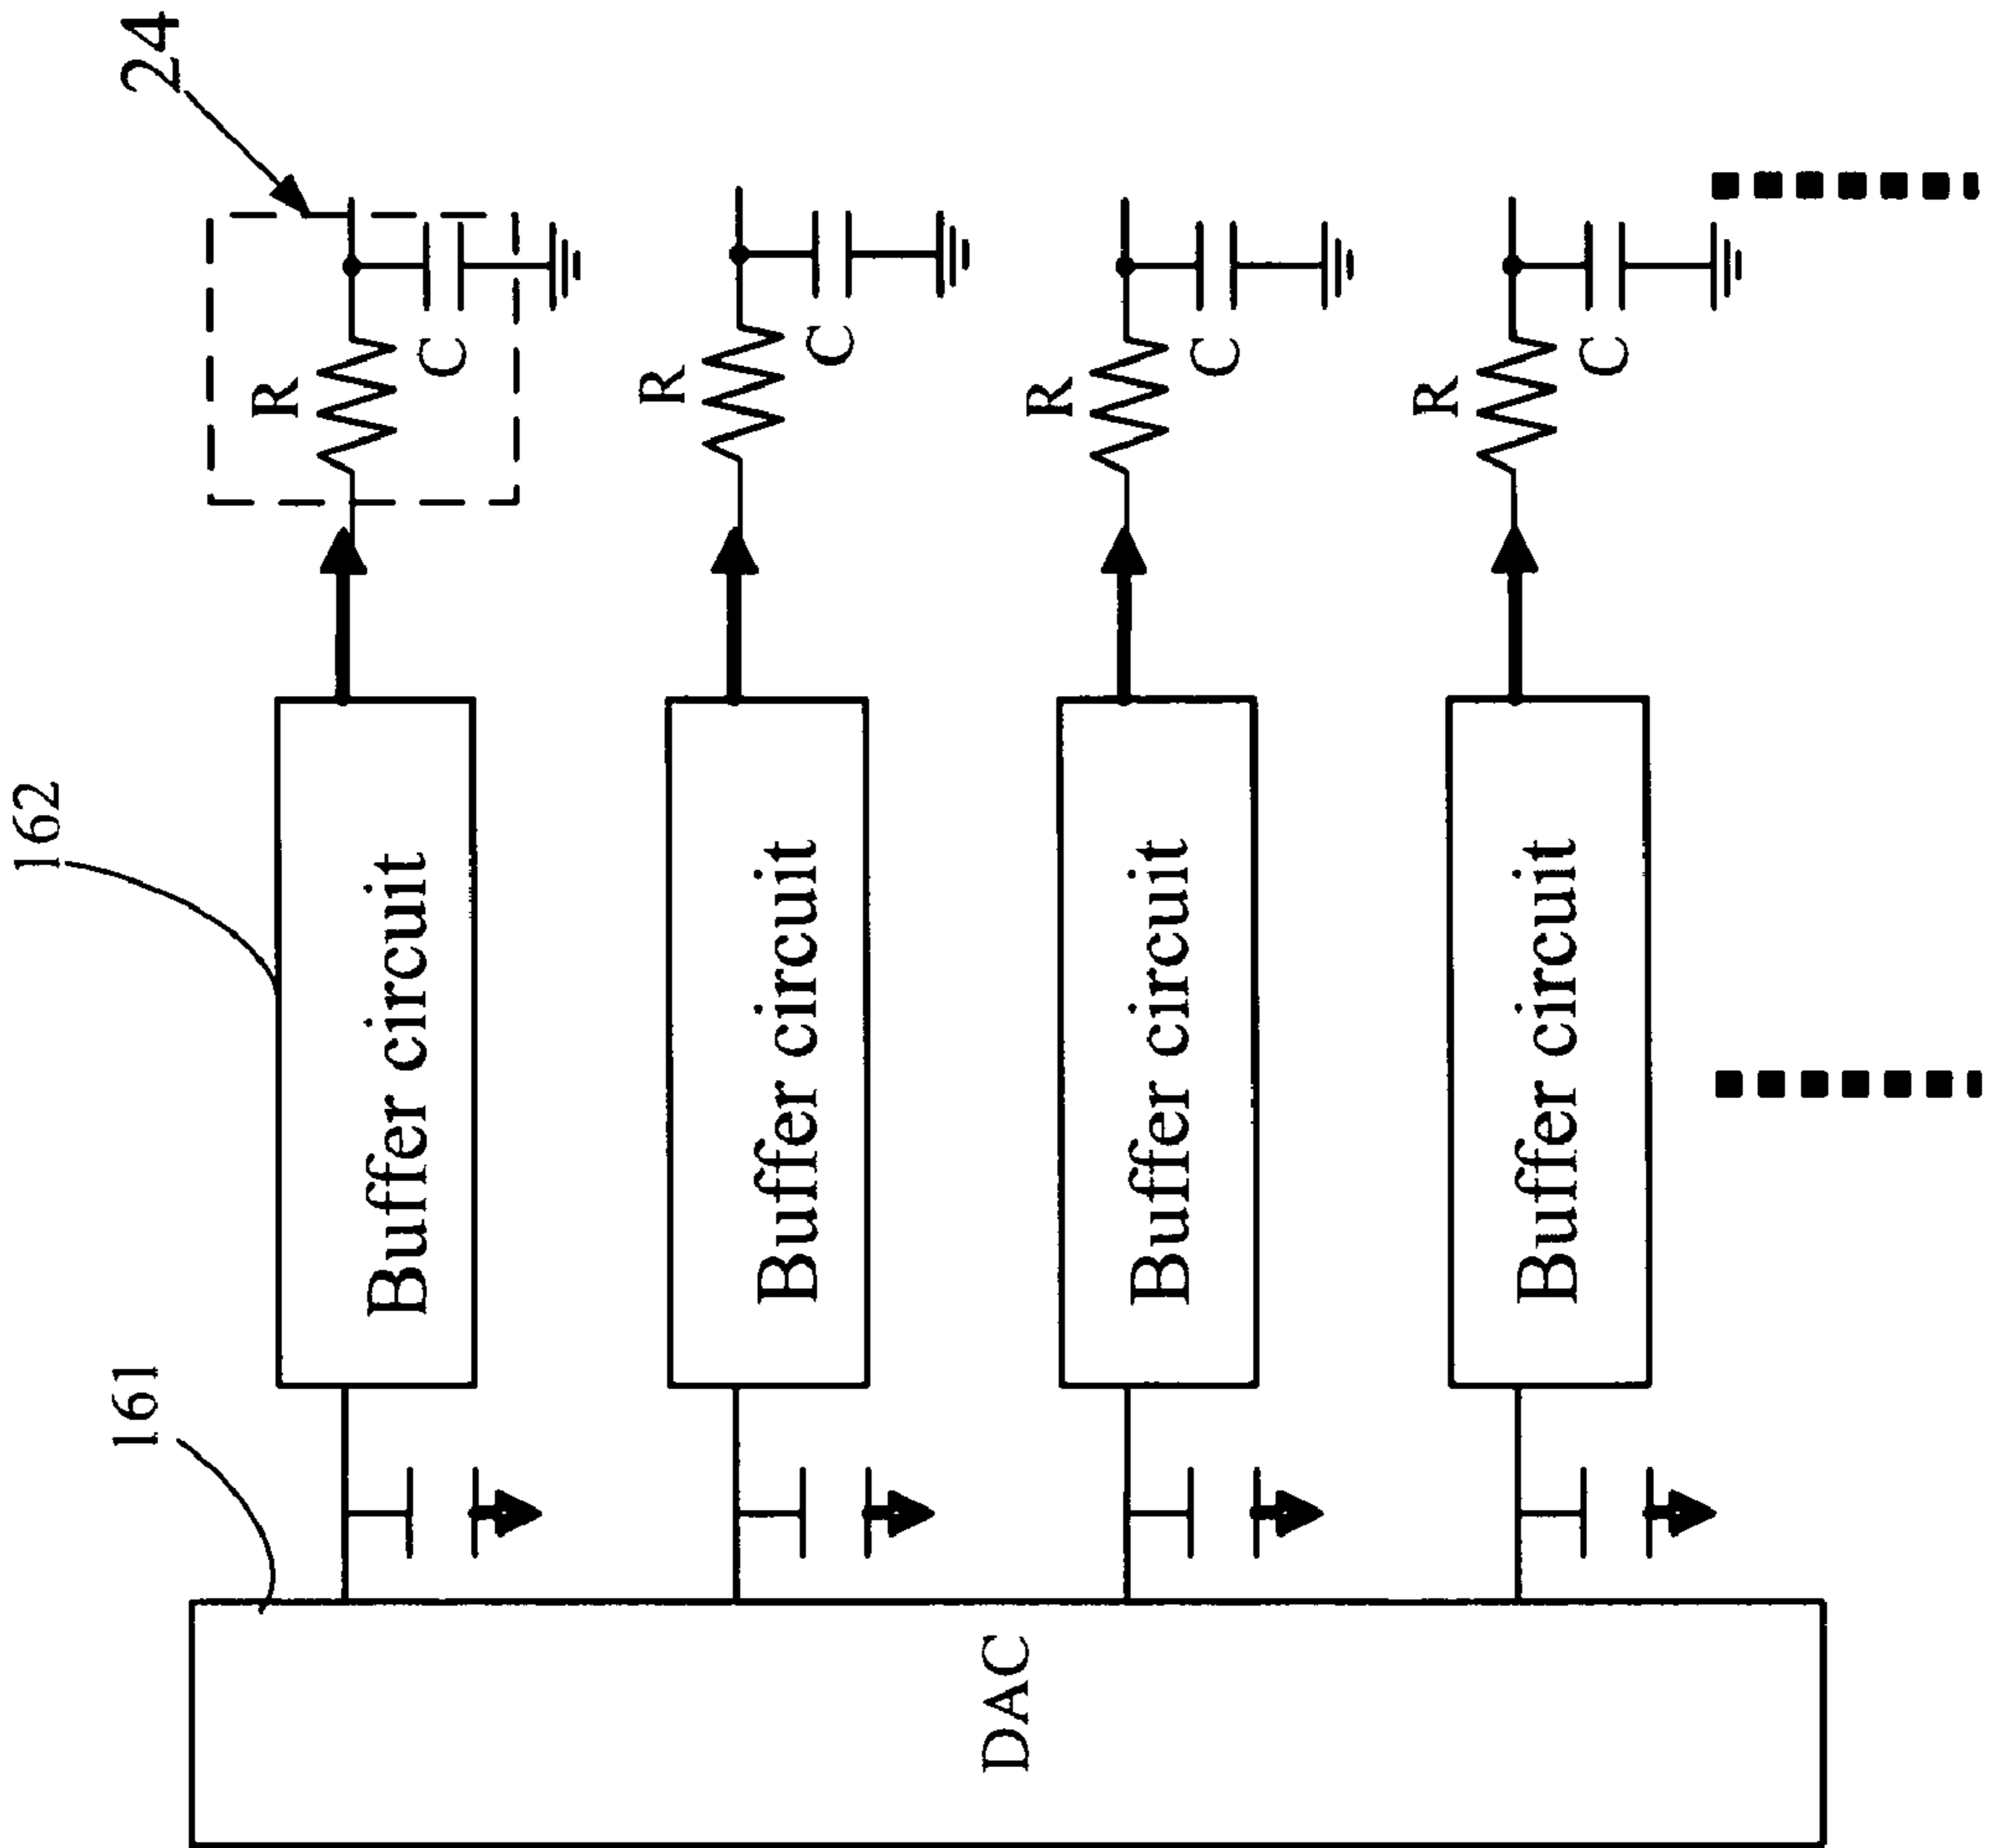 24
162
161
R
C
R
C
R
C
R
C
Buffer circuit
Buffer circuit
Buffer circuit
Buffer circuit
DAC